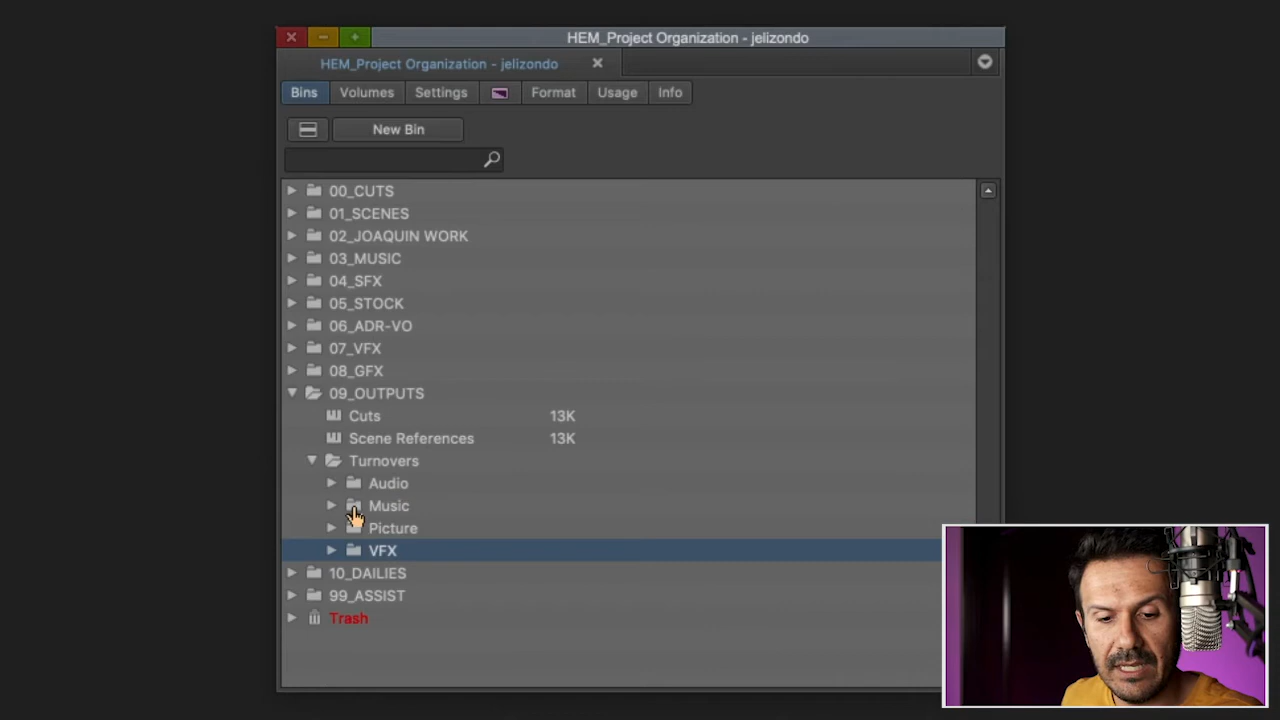 HEM_Project Organization - jelizondo
HEM_Project Organization - jelizondo
Bins Volumes Settings Format Usage Info
New Bin
00_CUTS
01_SCENES
02_JOAQUIN WORK
03_MUSIC
04_SFX
05_STOCK
06_ADR-VO
07_VFX
08_GFX
09_OUTPUTS
Cuts 13K
Scene References 13K
Turnovers
Audio
Music
Picture
VFX
10_DAILIES
99_ASSIST
Trash